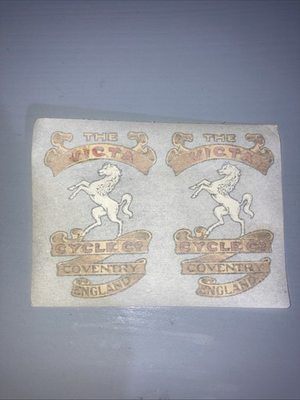 THE
VICTA
CYCLE Co
COVENTRY
ENGLAND
THE
VICTA
CYCLE Co
COVENTRY
ENGLAND